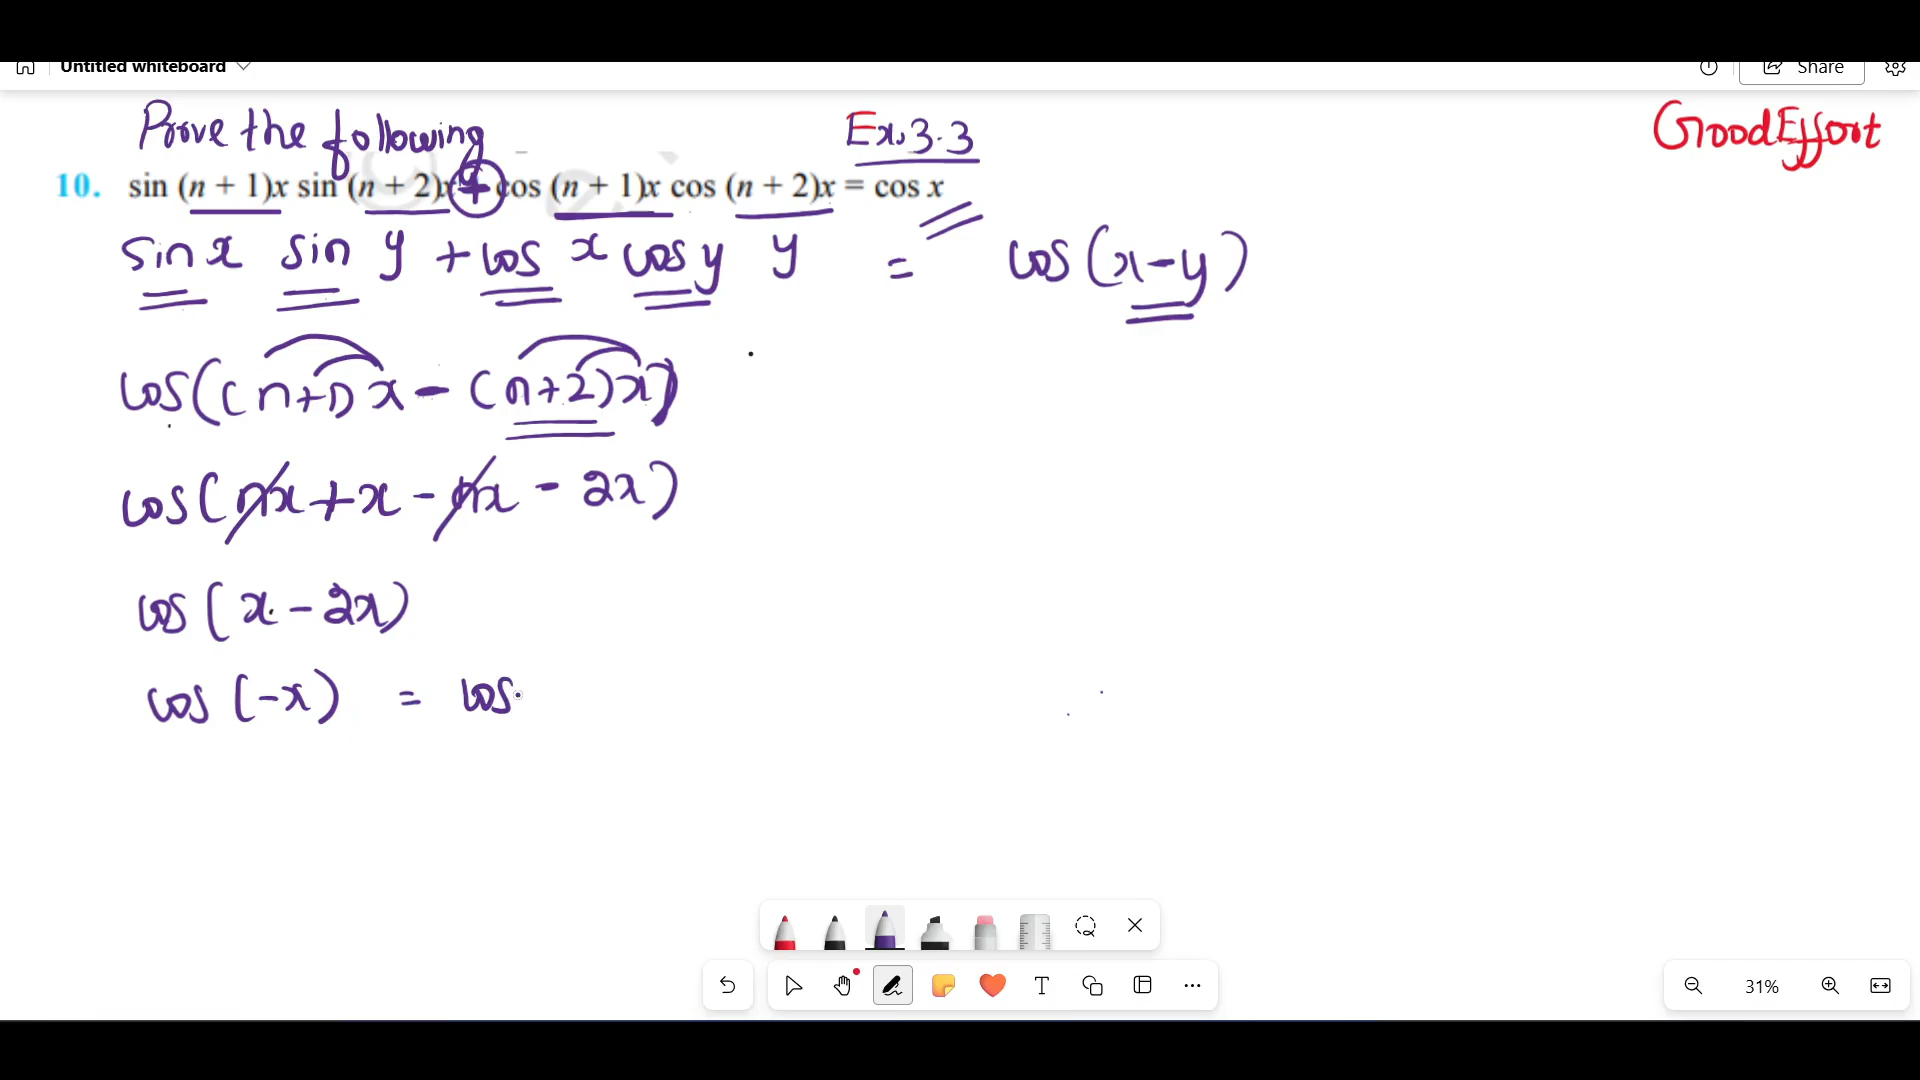 Untitled whiteboard
Share
Prove the following
Ex. 3.3
GoodEffort
10. sin (n + 1)x sin (n + 2)x + cos (n + 1)x cos (n + 2)x = cos x
sin x sin y + cos x cos y y = cos (x-y)
cos((n+1)x - (n+2)x)
cos(nx + x - nx - 2x)
cos(x - 2x)
cos(-x) = cos
31%